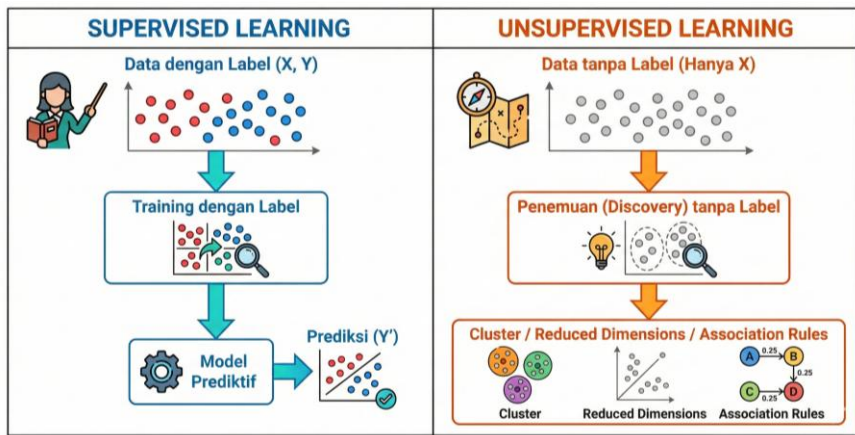 SUPERVISED LEARNING
Data dengan Label (X, Y)
Training dengan Label
Model
Prediktif
Prediksi (Y')
UNSUPERVISED LEARNING
Data tanpa Label (Hanya X)
Penemuan (Discovery) tanpa Label
Cluster / Reduced Dimensions / Association Rules
Cluster
Reduced Dimensions
A 0.25 B
0.25
C 0.25 D
Association Rules